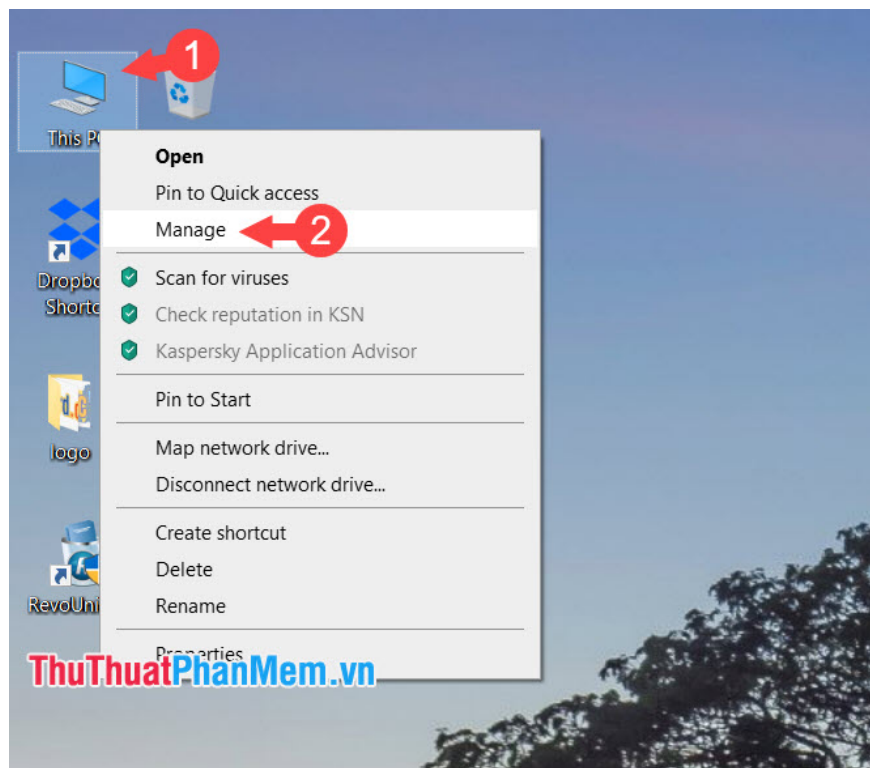 1
This P
Open
Pin to Quick access
Manage
2
Scan for viruses
Dropbo
Shortc
Check reputation in KSN
Kaspersky Application Advisor
Pin to Start
logo
Map network drive...
Disconnect network drive...
Create shortcut
Delete
RevoUni
Rename
Properties
ThuThuatPhanMem.vn